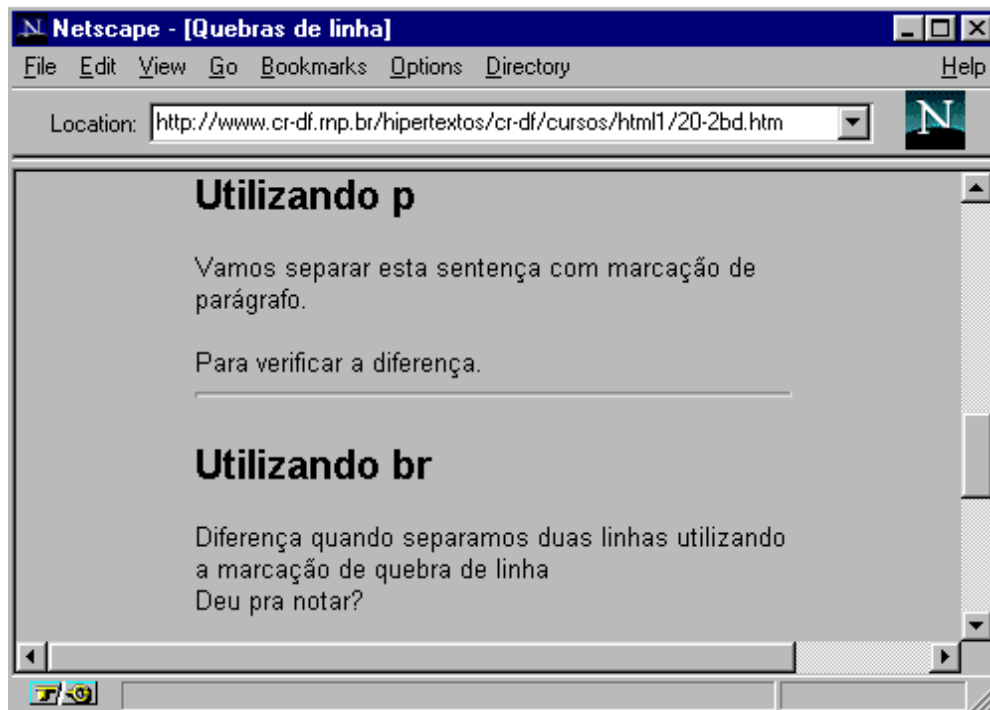 Netscape - [Quebras de linha]
File Edit View Go Bookmarks Options Directory Help
Location: http://www.cr-df.rnp.br/hipertextos/cr-df/cursos/html1/20-2bd.htm
N
Utilizando p
Vamos separar esta sentença com marcação de
parágrafo.
Para verificar a diferença.
Utilizando br
Diferença quando separamos duas linhas utilizando
a marcação de quebra de linha
Deu pra notar?